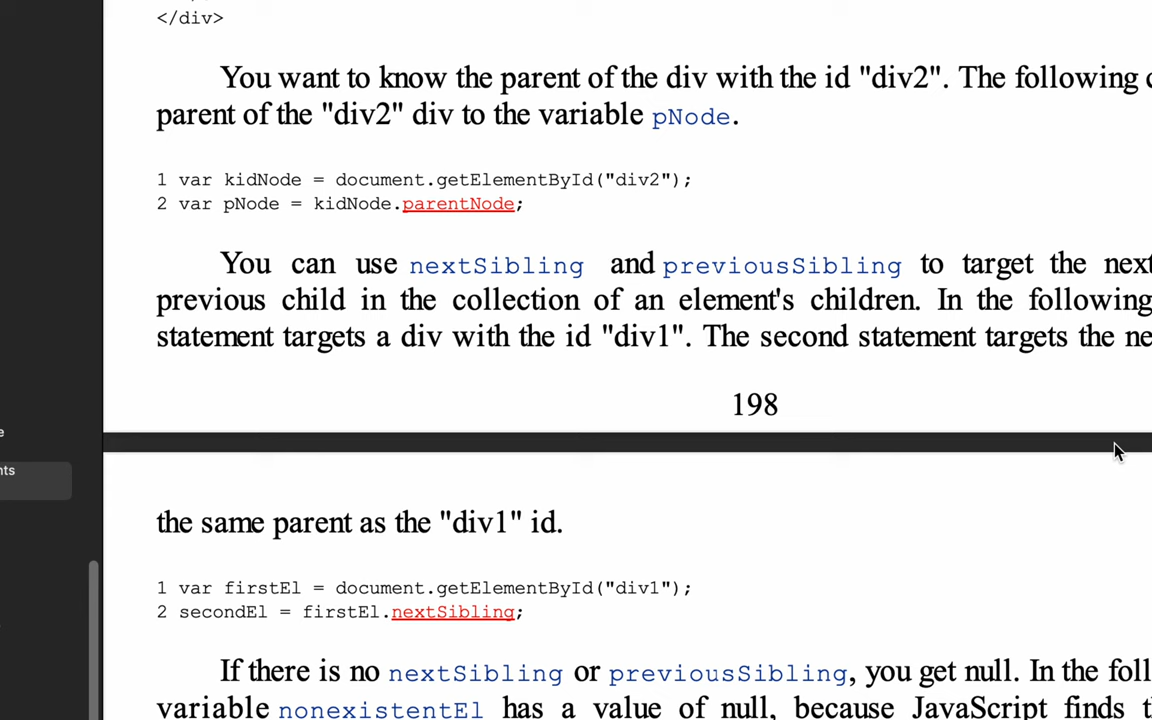 </div>
You want to know the parent of the div with the id "div2". The following
parent of the "div2" div to the variable pNode.
1 var kidNode = document.getElementById("div2");
2 var pNode = kidNode.parentNode;
You can use nextSibling and previousSibling to target the next
previous child in the collection of an element's children. In the following
statement targets a div with the id "div1". The second statement targets the
198
the same parent as the "div1" id.
1 var firstEl = document.getElementById("div1");
2 secondEl = firstEl.nextSibling;
If there is no nextSibling or previousSibling, you get null. In the
variable nonexistentEl has a value of null, because JavaScript finds